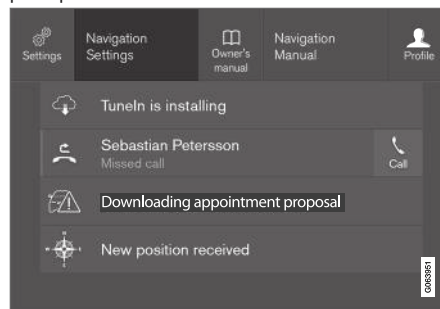 Settings
Navigation
Settings
Owner's
manual
Navigation
Manual
Profile
TuneIn is installing
Sebastian Petersson
Missed call
Call
Downloading appointment proposal
New position received
G063951